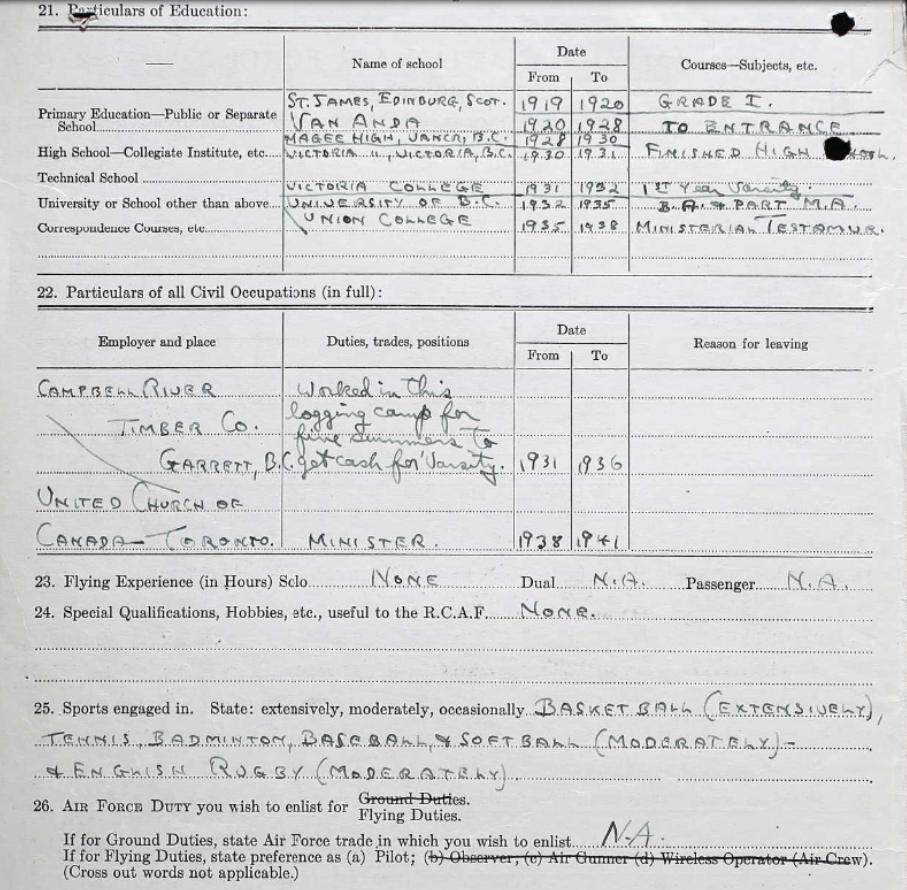 21. Particulars of Education:
Name of school Date Courses—Subjects, etc.
From To
ST. JAMES, EDINBURG, SCOT. 1919 1920 GRADE I.
Primary Education—Public or Separate School VAN ANDA 1920 1928 TO ENTRANCE
MAGEE HIGH, VANCR, B.C. 1928 1930
High School—Collegiate Institute, etc. VICTORIA ", VICTORIA, B.C. 1930 1931 FINISHED HIGH
Technical School
VICTORIA COLLEGE 1931 1932 1ST Year Varsity.
University or School other than above UNIVERSITY OF B.C. 1932 1935 B.A. & PART M.A.
Correspondence Courses, etc. UNION COLLEGE 1935 1938 MINISTERIAL TESTAMUR.
22. Particulars of all Civil Occupations (in full):
Employer and place Duties, trades, positions Date Reason for leaving
From To
CAMPBELL RIVER Worked in this
logging camp for
TIMBER CO. five summers to
GARRETT, B.C. get cash for 'Varsity. 1931 1936
UNITED CHURCH OF
CANADA—TORONTO. MINISTER. 1938 1941
23. Flying Experience (in Hours) Solo NONE Dual N.A. Passenger N.A.
24. Special Qualifications, Hobbies, etc., useful to the R.C.A.F. NONE.
25. Sports engaged in. State: extensively, moderately, occasionally BASKETBALL (EXTENSIVELY),
TENNIS, BADMINTON, BASEBALL, & SOFTBALL (MODERATELY)—
& ENGLISH RUGBY (MODERATELY)
26. AIR FORCE DUTY you wish to enlist for Ground Duties.
Flying Duties.
If for Ground Duties, state Air Force trade in which you wish to enlist N.A.
If for Flying Duties, state preference as (a) Pilot; (b) Observer; (c) Air Gunner (d) Wireless Operator (Air Crew).
(Cross out words not applicable.)